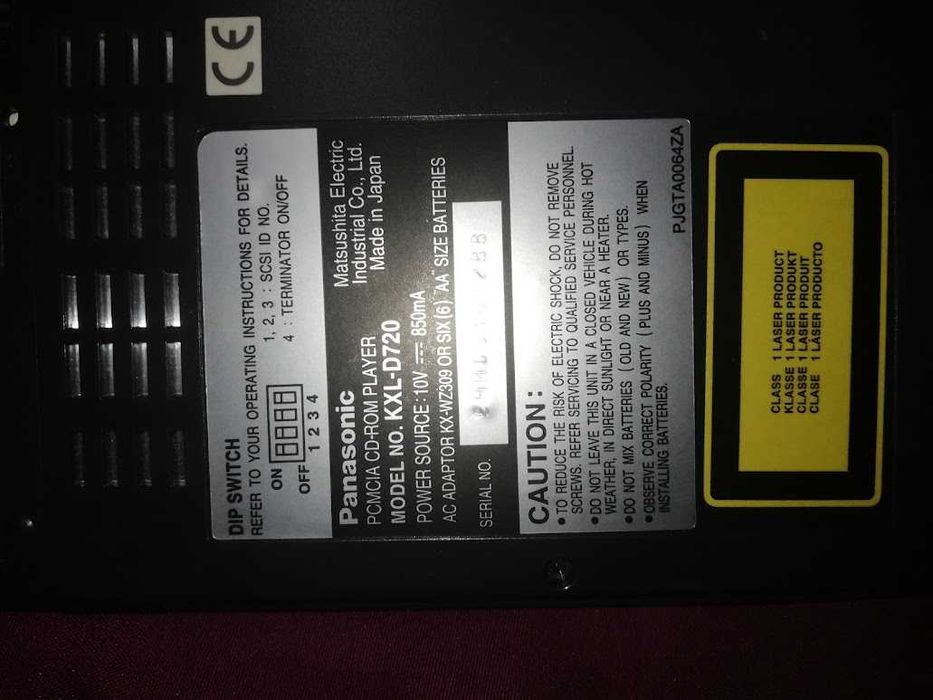 CE
DIP SWITCH
REFER TO YOUR OPERATING INSTRUCTIONS FOR DETAILS.
ON
OFF
1 2 3 4
1, 2, 3 : SCSI ID NO.
4 : TERMINATOR ON/OFF
Panasonic
PCMCIA CD-ROM PLAYER
MODEL NO. KXL-D720
Matsushita Electric
Industrial Co., Ltd.
Made in Japan
POWER SOURCE : 10V ⎓ 850mA
AC ADAPTOR KX-WZ309 OR SIX (6) "AA" SIZE BATTERIES
SERIAL NO.
CAUTION :
• TO REDUCE THE RISK OF ELECTRIC SHOCK, DO NOT REMOVE
SCREWS. REFER SERVICING TO QUALIFIED SERVICE PERSONNEL.
• DO NOT LEAVE THIS UNIT IN A CLOSED VEHICLE DURING HOT
WEATHER, IN DIRECT SUNLIGHT OR NEAR A HEATER.
• DO NOT MIX BATTERIES ( OLD AND NEW ) OR TYPES.
• OBSERVE CORRECT POLARITY ( PLUS AND MINUS ) WHEN
INSTALLING BATTERIES.
PJGTA0064ZA
CLASS 1 LASER PRODUCT
KLASSE 1 LASER PRODUKT
CLASSE 1 LASER PRODUIT
CLASE 1 LASER PRODUCTO